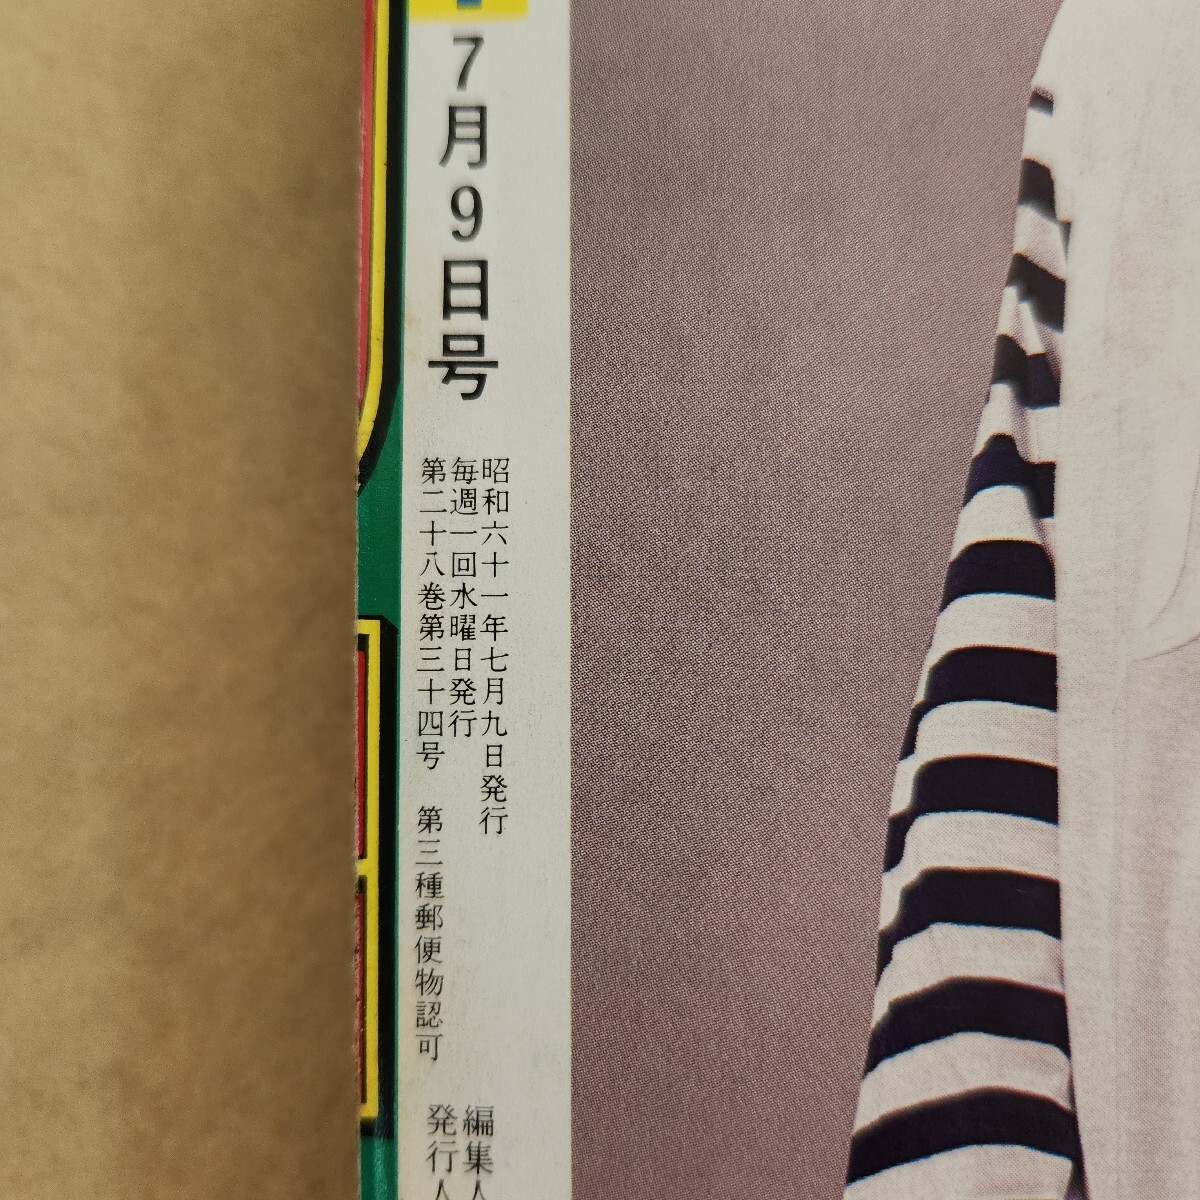 7月9日号
昭和六十一年七月九日発行
毎週一回水曜日発行
第二十八巻第三十四号　第三種郵便物認可
編集人
発行人